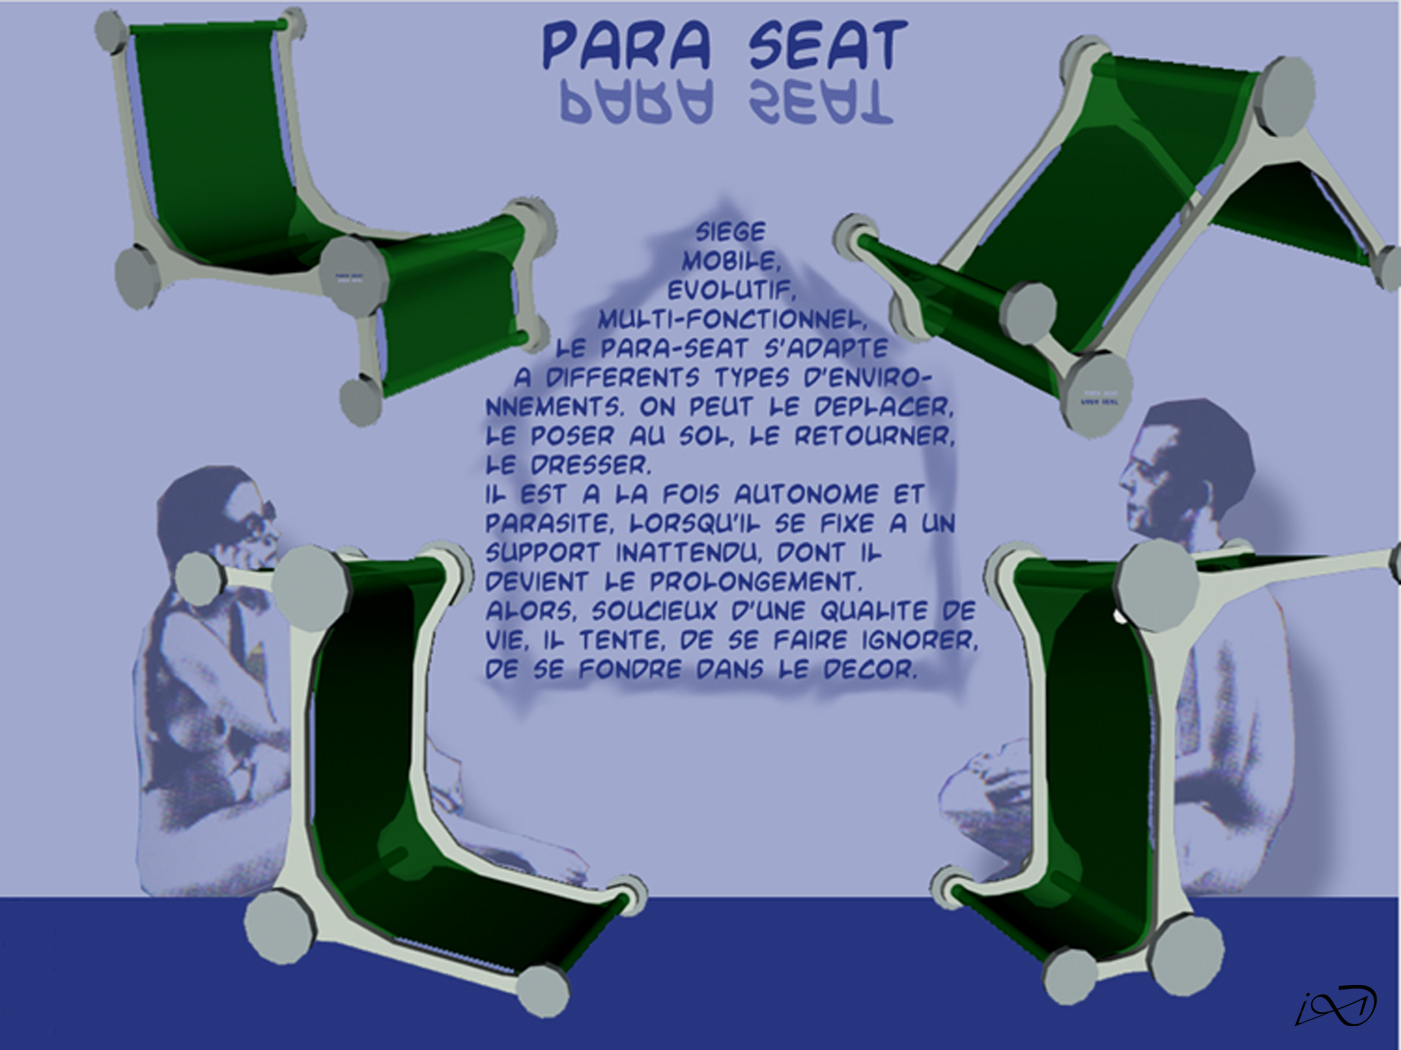 PARA SEAT
PARA SEAT
SIEGE
MOBILE,
EVOLUTIF,
MULTI-FONCTIONNEL,
LE PARA-SEAT S'ADAPTE
A DIFFERENTS TYPES D'ENVIRO-
NNEMENTS. ON PEUT LE DEPLACER,
LE POSER AU SOL, LE RETOURNER,
LE DRESSER.
IL EST A LA FOIS AUTONOME ET
PARASITE, LORSQU'IL SE FIXE A UN
SUPPORT INATTENDU, DONT IL
DEVIENT LE PROLONGEMENT.
ALORS, SOUCIEUX D'UNE QUALITE DE
VIE, IL TENTE, DE SE FAIRE IGNORER,
DE SE FONDRE DANS LE DECOR.